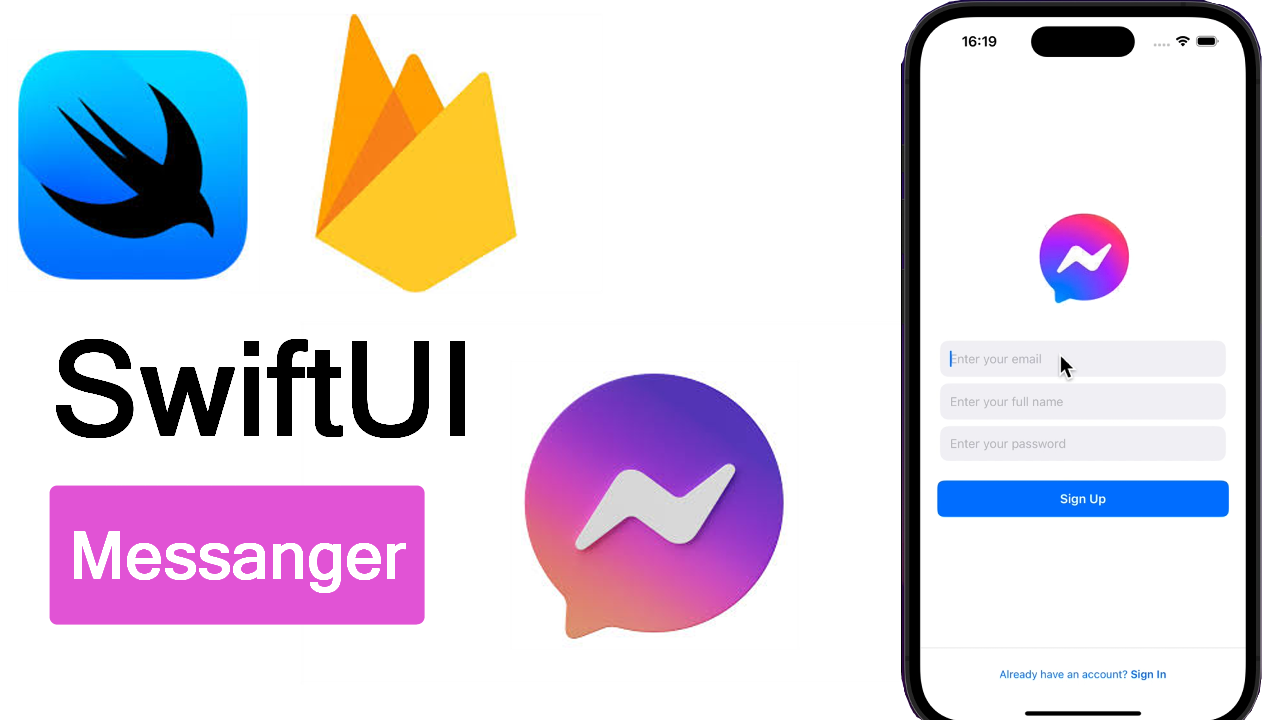 SwiftUI
Messanger
16:19
Enter your email
Enter your full name
Enter your password
Sign Up
Already have an account? Sign In